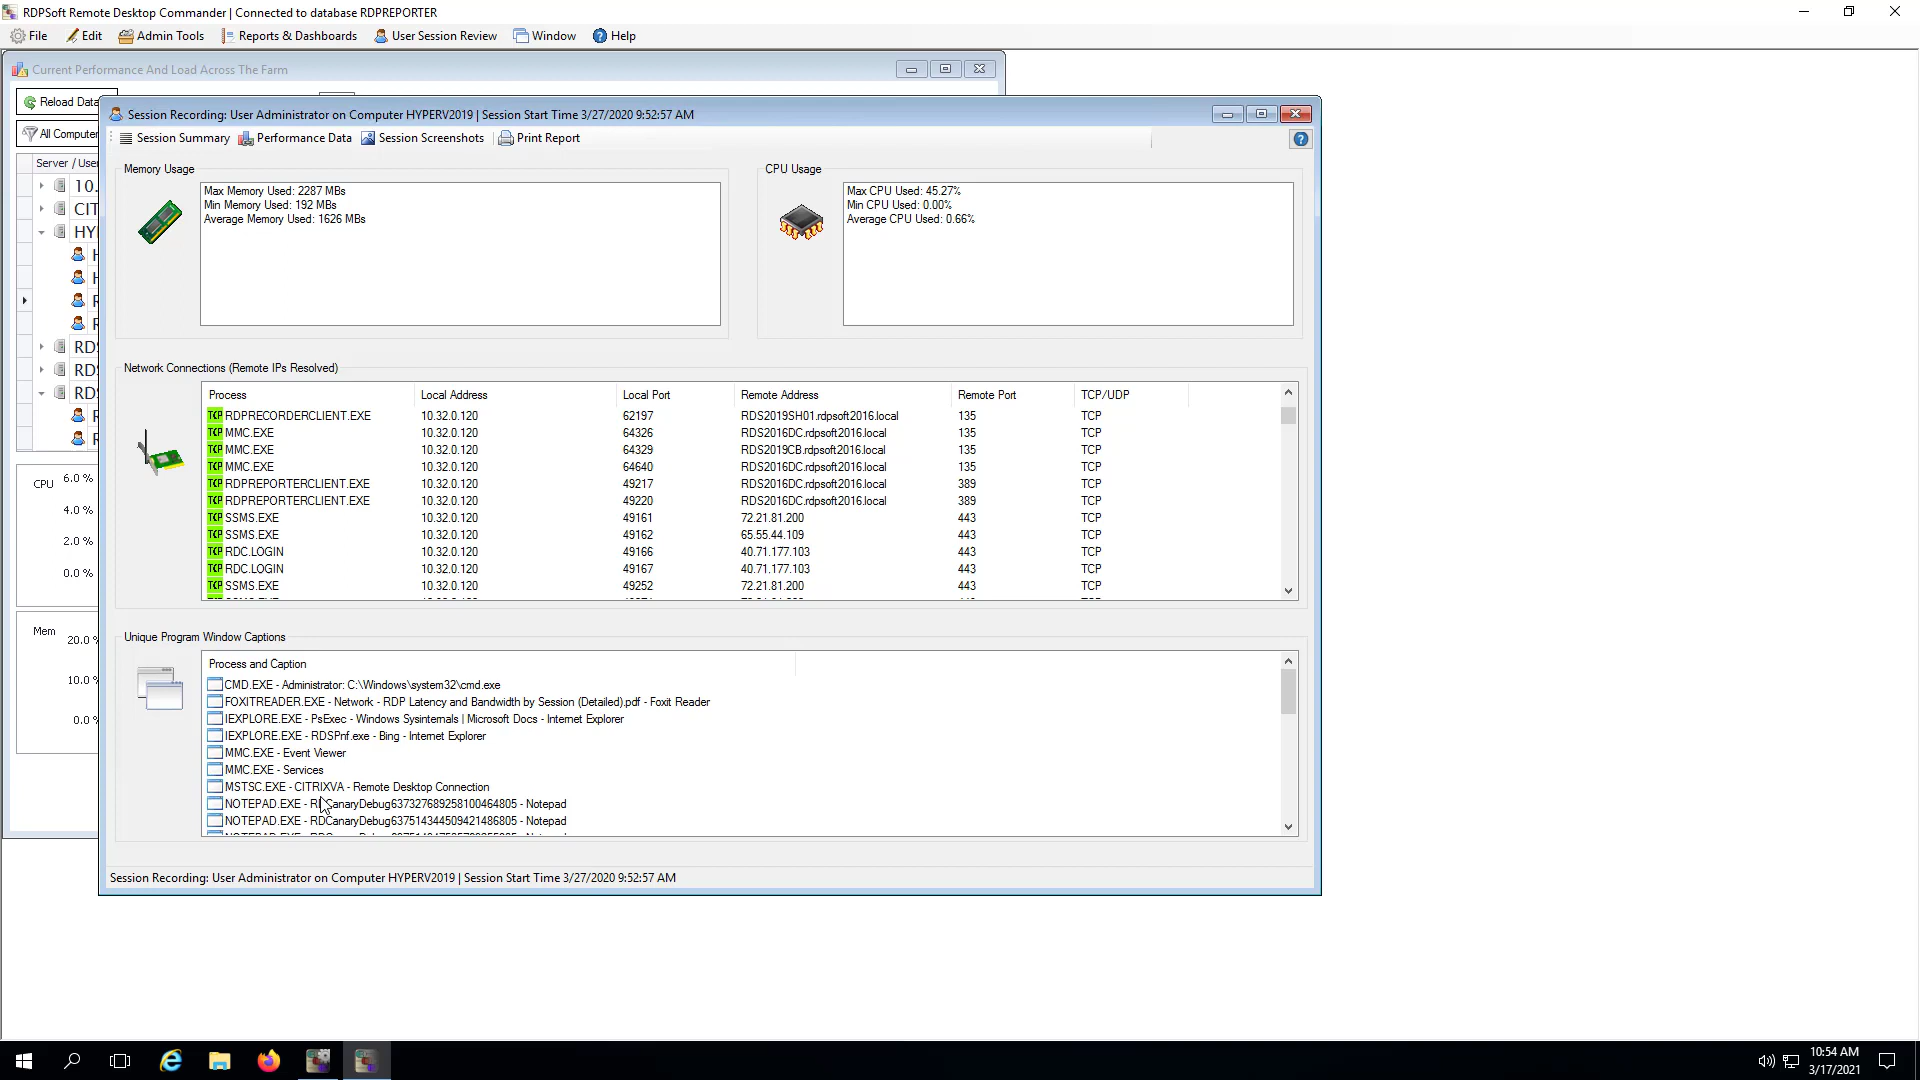 RDPSoft Remote Desktop Commander | Connected to database RDPREPORTER
File Edit Admin Tools Reports & Dashboards User Session Review Window Help
Current Performance And Load Across The Farm
Reload Data
All Computer
Server / Use
10.
CIT
HY
RDS
RDS
RDS
CPU
6.0 %
4.0 %
2.0 %
0.0 %
Mem
20.0 %
10.0 %
0.0 %
Session Recording: User Administrator on Computer HYPERV2019 | Session Start Time 3/27/2020 9:52:57 AM
Session Summary Performance Data Session Screenshots Print Report
Memory Usage
Max Memory Used: 2287 MBs
Min Memory Used: 192 MBs
Average Memory Used: 1626 MBs
CPU Usage
Max CPU Used: 45.27%
Min CPU Used: 0.00%
Average CPU Used: 0.66%
Network Connections (Remote IPs Resolved)
Process Local Address Local Port Remote Address Remote Port TCP/UDP
TCP RDPRECORDERCLIENT.EXE 10.32.0.120 62197 RDS2019SH01.rdpsoft2016.local 135 TCP
TCP MMC.EXE 10.32.0.120 64326 RDS2016DC.rdpsoft2016.local 135 TCP
TCP MMC.EXE 10.32.0.120 64329 RDS2019CB.rdpsoft2016.local 135 TCP
TCP MMC.EXE 10.32.0.120 64640 RDS2016DC.rdpsoft2016.local 135 TCP
TCP RDPREPORTERCLIENT.EXE 10.32.0.120 49217 RDS2016DC.rdpsoft2016.local 389 TCP
TCP RDPREPORTERCLIENT.EXE 10.32.0.120 49220 RDS2016DC.rdpsoft2016.local 389 TCP
TCP SSMS.EXE 10.32.0.120 49161 72.21.81.200 443 TCP
TCP SSMS.EXE 10.32.0.120 49162 65.55.44.109 443 TCP
TCP RDC.LOGIN 10.32.0.120 49166 40.71.177.103 443 TCP
TCP RDC.LOGIN 10.32.0.120 49167 40.71.177.103 443 TCP
TCP SSMS.EXE 10.32.0.120 49252 72.21.81.200 443 TCP
Unique Program Window Captions
Process and Caption
CMD.EXE - Administrator: C:\Windows\system32\cmd.exe
FOXITREADER.EXE - Network - RDP Latency and Bandwidth by Session (Detailed).pdf - Foxit Reader
IEXPLORE.EXE - PsExec - Windows Sysinternals | Microsoft Docs - Internet Explorer
IEXPLORE.EXE - RDSPnf.exe - Bing - Internet Explorer
MMC.EXE - Event Viewer
MMC.EXE - Services
MSTSC.EXE - CITRIXVA - Remote Desktop Connection
NOTEPAD.EXE - RDCanaryDebug637327689258100464805 - Notepad
NOTEPAD.EXE - RDCanaryDebug637514344509421486805 - Notepad
Session Recording: User Administrator on Computer HYPERV2019 | Session Start Time 3/27/2020 9:52:57 AM
10:54 AM
3/17/2021